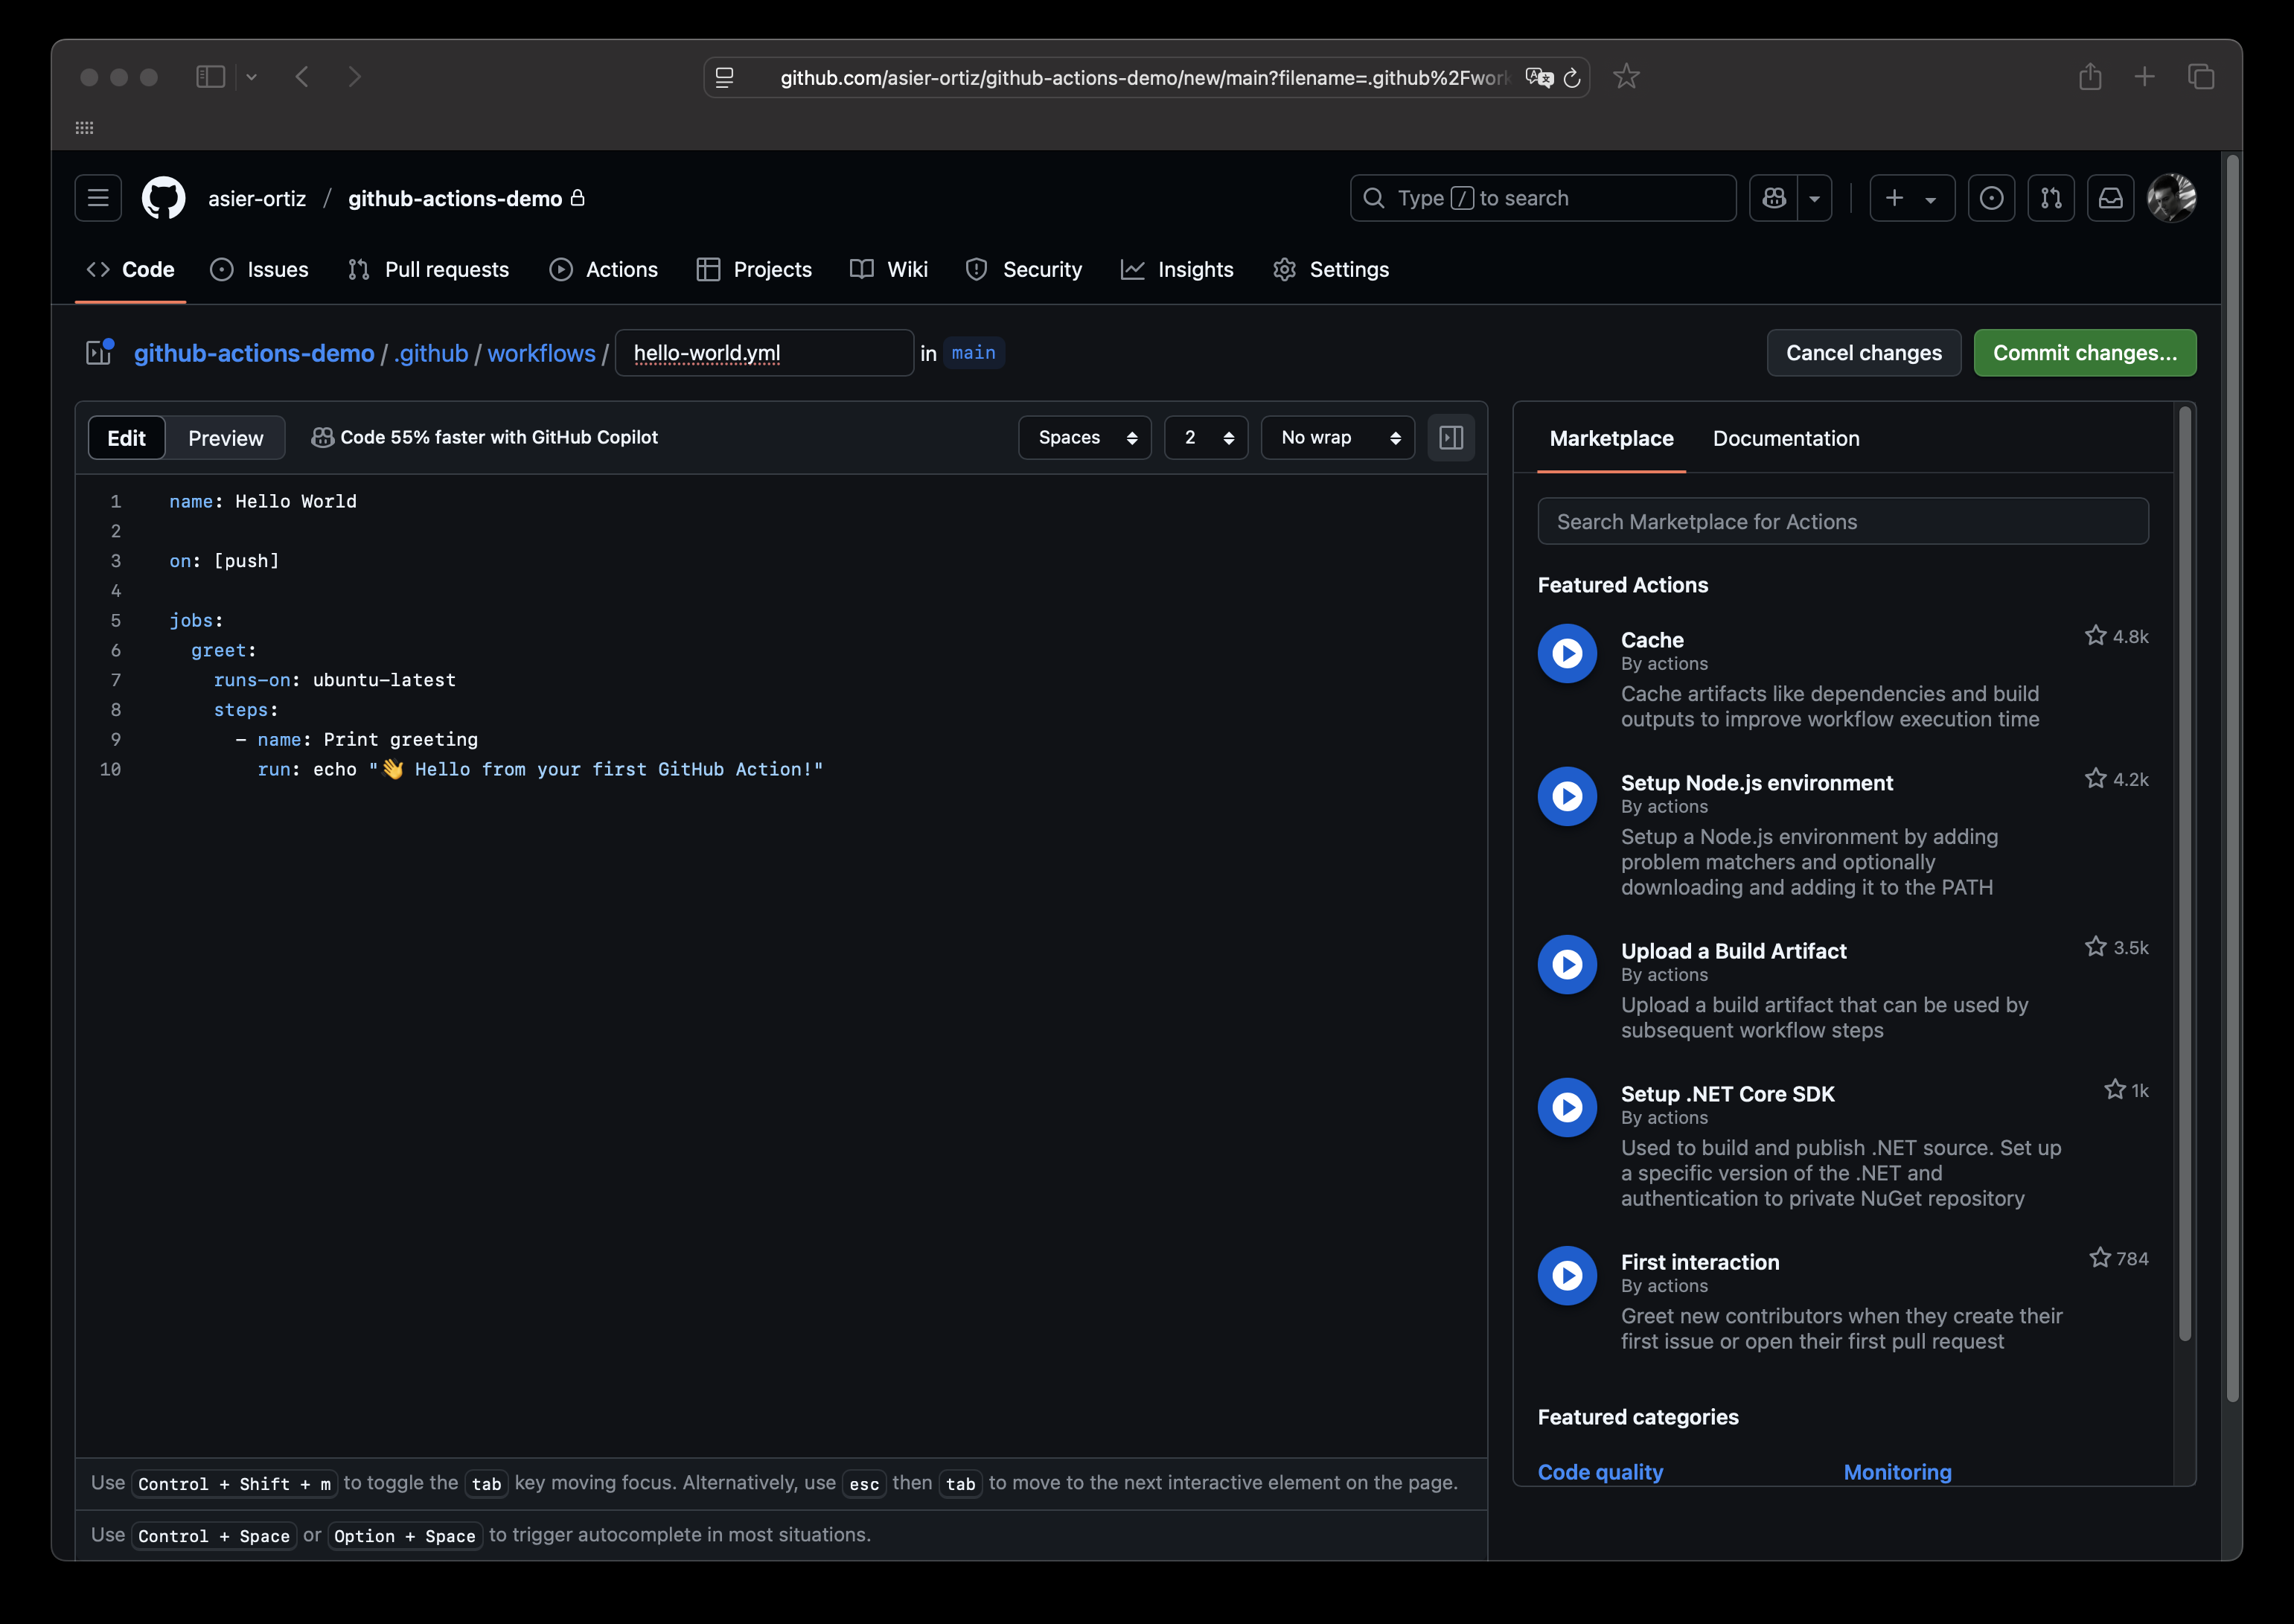 github.com/asier-ortiz/github-actions-demo/new/main?filename=.github%2Fwor
asier-ortiz / github-actions-demo
Type / to search
Code Issues Pull requests Actions Projects Wiki Security Insights Settings
github-actions-demo / .github / workflows / hello-world.yml in main
Cancel changes Commit changes...
Edit Preview Code 55% faster with GitHub Copilot Spaces 2 No wrap
1 name: Hello World
2
3 on: [push]
4
5 jobs:
6 greet:
7 runs-on: ubuntu-latest
8 steps:
9 - name: Print greeting
10 run: echo "👋 Hello from your first GitHub Action!"
Use Control + Shift + m to toggle the tab key moving focus. Alternatively, use esc then tab to move to the next interactive element on the page.
Use Control + Space or Option + Space to trigger autocomplete in most situations.
Marketplace Documentation
Search Marketplace for Actions
Featured Actions
Cache 4.8k
By actions
Cache artifacts like dependencies and build
outputs to improve workflow execution time
Setup Node.js environment 4.2k
By actions
Setup a Node.js environment by adding
problem matchers and optionally
downloading and adding it to the PATH
Upload a Build Artifact 3.5k
By actions
Upload a build artifact that can be used by
subsequent workflow steps
Setup .NET Core SDK 1k
By actions
Used to build and publish .NET source. Set up
a specific version of the .NET and
authentication to private NuGet repository
First interaction 784
By actions
Greet new contributors when they create their
first issue or open their first pull request
Featured categories
Code quality Monitoring